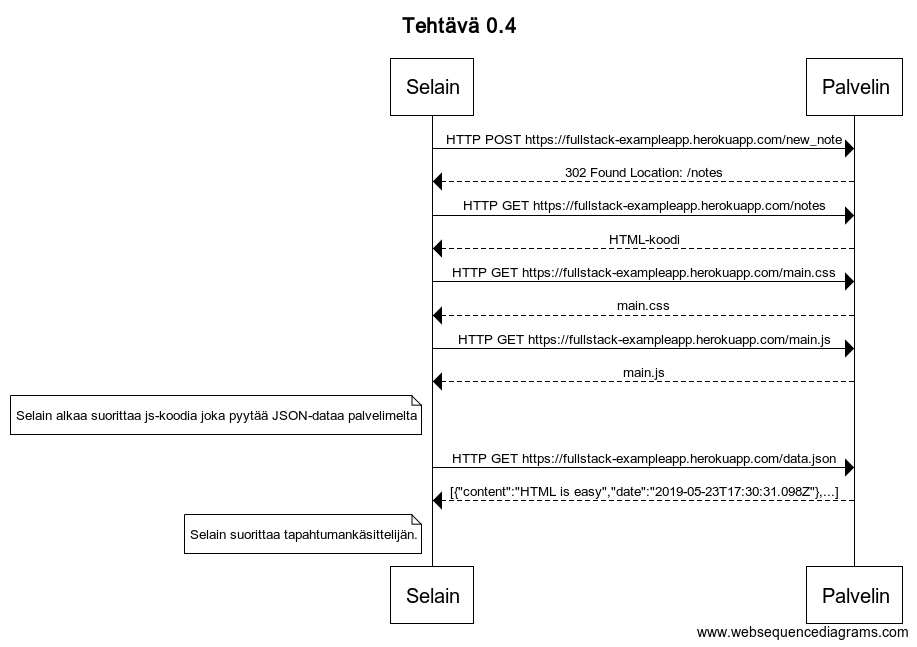 Tehtävä 0.4
Selain
Palvelin
HTTP POST https://fullstack-exampleapp.herokuapp.com/new_note
302 Found Location: /notes
HTTP GET https://fullstack-exampleapp.herokuapp.com/notes
HTML-koodi
HTTP GET https://fullstack-exampleapp.herokuapp.com/main.css
main.css
HTTP GET https://fullstack-exampleapp.herokuapp.com/main.js
main.js
Selain alkaa suorittaa js-koodia joka pyytää JSON-dataa palvelimelta
HTTP GET https://fullstack-exampleapp.herokuapp.com/data.json
[{"content":"HTML is easy","date":"2019-05-23T17:30:31.098Z"},...]
Selain suorittaa tapahtumankäsittelijän.
Selain
Palvelin
www.websequencediagrams.com